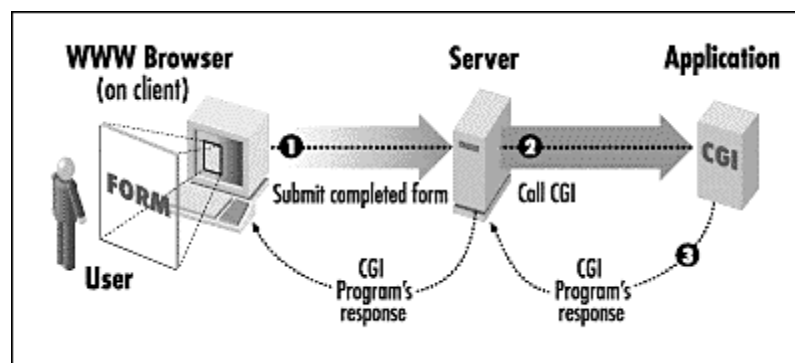 WWW Browser
(on client)
Server
Application
FORM
1
2
CGI
Submit completed form
Call CGI
User
CGI
Program's
response
CGI
Program's
response
3